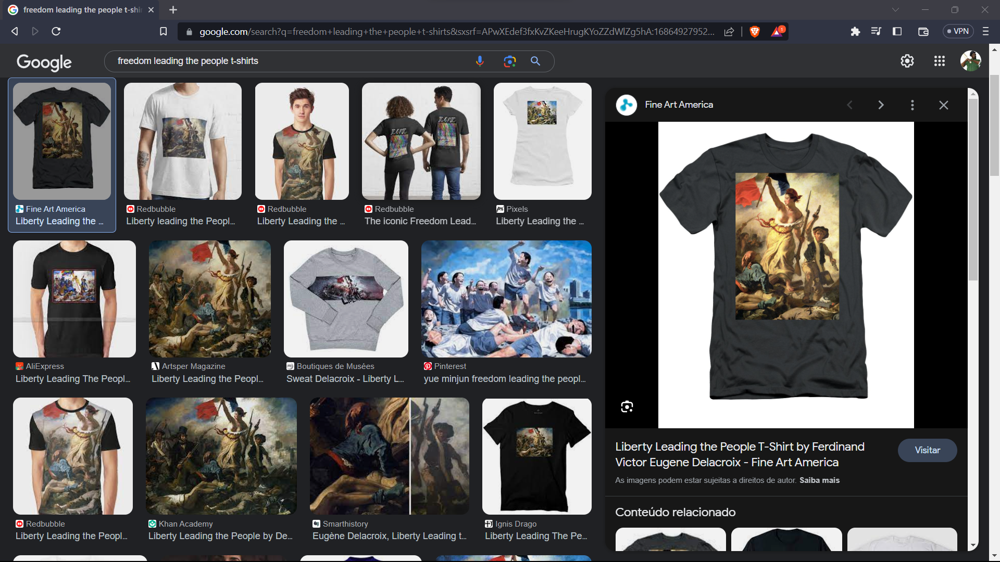 freedom leading the people t-shir
google.com/search?q=freedom+leading+the+people+t-shirts&sxsrf=APwXEdef3fxKvZKeeHrugKYoZZdWlZg5hA:16864927952...
1
VPN
Google
freedom leading the people t-shirts
Fine Art America
ICONIC
ICONIC
Fine Art America
Liberty Leading the ...
Redbubble
Liberty leading the Peopl...
Redbubble
Liberty Leading the ...
Redbubble
The iconic Freedom Lead...
Pixels
Liberty Leading the ...
AliExpress
Liberty Leading The Peopl...
Artsper Magazine
Liberty Leading the Peopl...
Boutiques de Musées
Sweat Delacroix - Liberty L...
Pinterest
yue minjun freedom leading the peopl...
Redbubble
Liberty Leading the Peopl...
Khan Academy
Liberty Leading the People by De...
Smarthistory
Eugène Delacroix, Liberty Leading t...
Ignis Drago
Liberty Leading The Pe...
Liberty Leading the People T-Shirt by Ferdinand
Victor Eugene Delacroix - Fine Art America
Visitar
As imagens podem estar sujeitas a direitos de autor. Saiba mais
Conteúdo relacionado